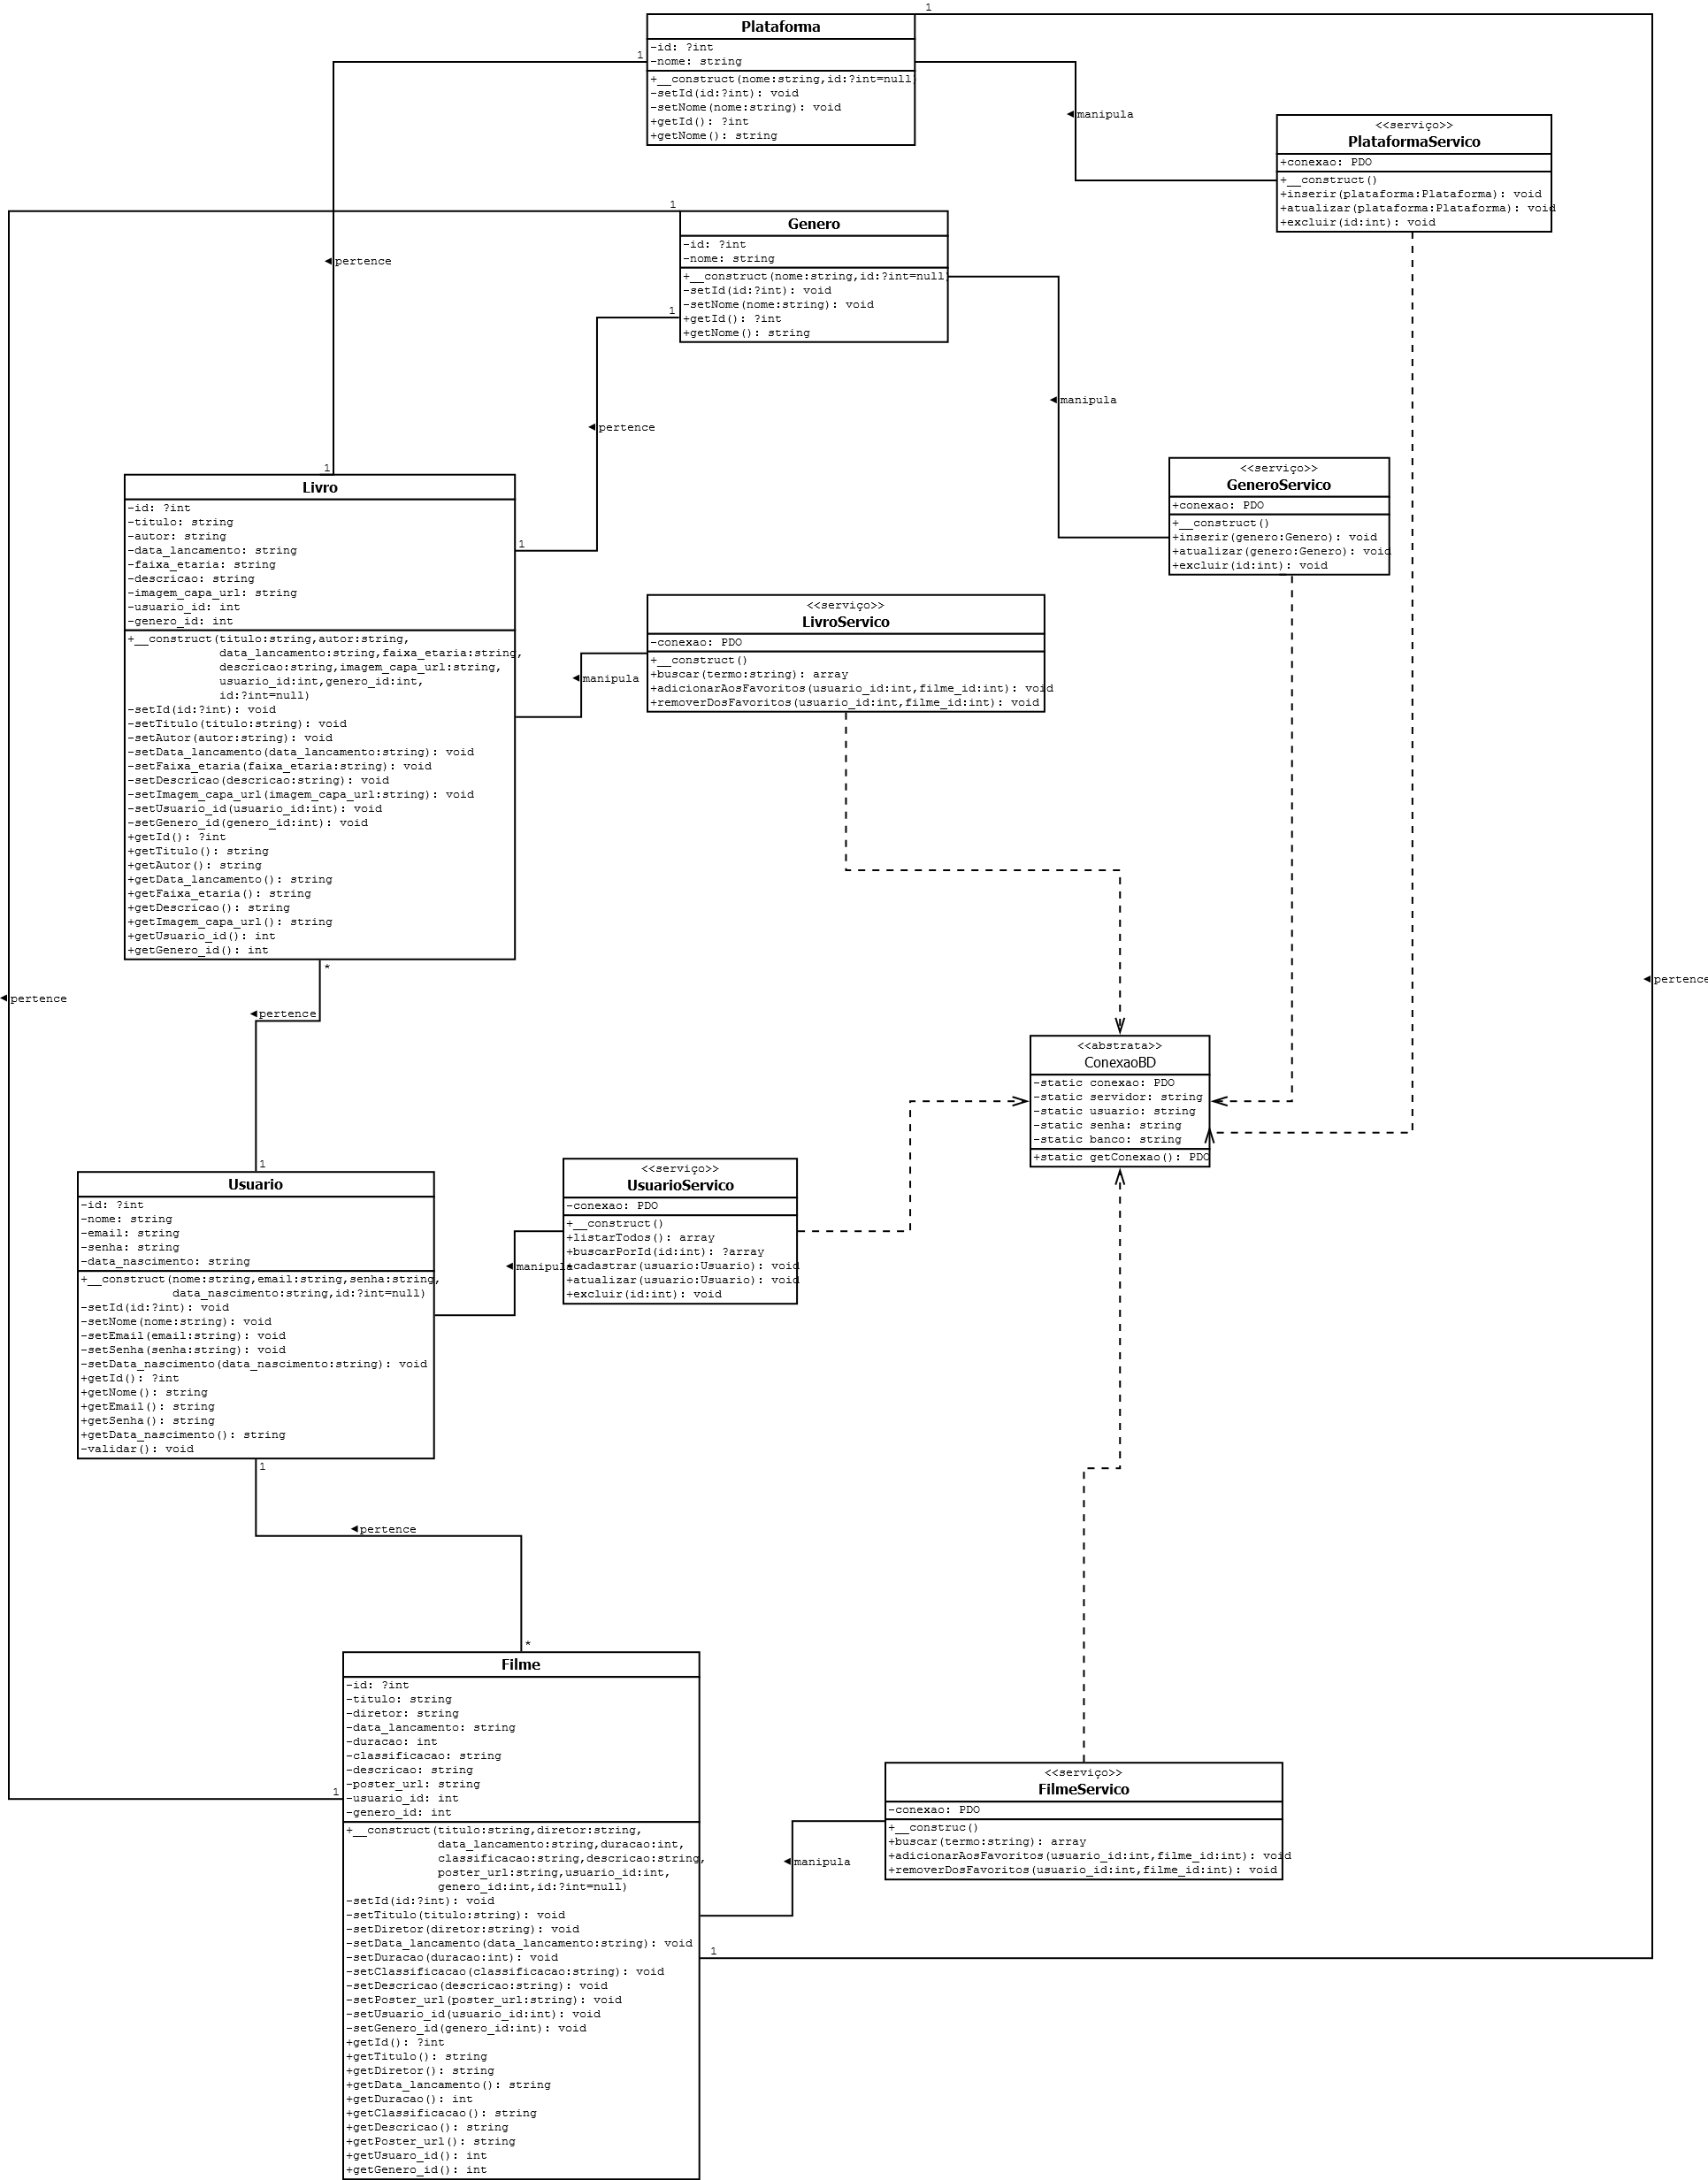 1
Plataforma
-id: ?int
-nome: string
+__construct(nome:string,id:?int=null)
-setId(id:?int): void
-setNome(nome:string): void
+getId(): ?int
+getNome(): string
1
manipula
<<serviço>>
PlataformaServico
+conexao: PDO
+__construct()
+inserir(plataforma:Plataforma): void
+atualizar(plataforma:Plataforma): void
+excluir(id:int): void
1
Genero
-id: ?int
-nome: string
+__construct(nome:string,id:?int=null)
-setId(id:?int): void
-setNome(nome:string): void
+getId(): ?int
+getNome(): string
pertence
1
manipula
pertence
1
Livro
-id: ?int
-titulo: string
-autor: string
-data_lancamento: string
-faixa_etaria: string
-descricao: string
-imagem_capa_url: string
-usuario_id: int
-genero_id: int
+__construct(titulo:string,autor:string,
data_lancamento:string,faixa_etaria:string,
descricao:string,imagem_capa_url:string,
usuario_id:int,genero_id:int,
id:?int=null)
-setId(id:?int): void
-setTitulo(titulo:string): void
-setAutor(autor:string): void
-setData_lancamento(data_lancamento:string): void
-setFaixa_etaria(faixa_etaria:string): void
-setDescricao(descricao:string): void
-setImagem_capa_url(imagem_capa_url:string): void
-setUsuario_id(usuario_id:int): void
-setGenero_id(genero_id:int): void
+getId(): ?int
+getTitulo(): string
+getAutor(): string
+getData_lancamento(): string
+getFaixa_etaria(): string
+getDescricao(): string
+getImagem_capa_url(): string
+getUsuario_id(): int
+getGenero_id(): int
1
<<serviço>>
GeneroServico
+conexao: PDO
+__construct()
+inserir(genero:Genero): void
+atualizar(genero:Genero): void
+excluir(id:int): void
manipula
<<serviço>>
LivroServico
-conexao: PDO
+__construct()
+buscar(termo:string): array
+adicionarAosFavoritos(usuario_id:int,filme_id:int): void
+removerDosFavoritos(usuario_id:int,filme_id:int): void
*
pertence
pertence
pertence
<<abstrata>>
ConexaoBD
-static conexao: PDO
-static servidor: string
-static usuario: string
-static senha: string
-static banco: string
+static getConexao(): PDO
1
Usuario
-id: ?int
-nome: string
-email: string
-senha: string
-data_nascimento: string
+__construct(nome:string,email:string,senha:string,
data_nascimento:string,id:?int=null)
-setId(id:?int): void
-setNome(nome:string): void
-setEmail(email:string): void
-setSenha(senha:string): void
-setData_nascimento(data_nascimento:string): void
+getId(): ?int
+getNome(): string
+getEmail(): string
+getSenha(): string
+getData_nascimento(): string
-validar(): void
manipula
<<serviço>>
UsuarioServico
-conexao: PDO
+__construct()
+listarTodos(): array
+buscarPorId(id:int): ?array
+cadastrar(usuario:Usuario): void
+atualizar(usuario:Usuario): void
+excluir(id:int): void
1
pertence
*
Filme
-id: ?int
-titulo: string
-diretor: string
-data_lancamento: string
-duracao: int
-classificacao: string
-descricao: string
-poster_url: string
-usuario_id: int
-genero_id: int
+__construct(titulo:string,diretor:string,
data_lancamento:string,duracao:int,
classificacao:string,descricao:string,
poster_url:string,usuario_id:int,
genero_id:int,id:?int=null)
-setId(id:?int): void
-setTitulo(titulo:string): void
-setDiretor(diretor:string): void
-setData_lancamento(data_lancamento:string): void
-setDuracao(duracao:int): void
-setClassificacao(classificacao:string): void
-setDescricao(descricao:string): void
-setPoster_url(poster_url:string): void
-setUsuario_id(usuario_id:int): void
-setGenero_id(genero_id:int): void
+getId(): ?int
+getTitulo(): string
+getDiretor(): string
+getData_lancamento(): string
+getDuracao(): int
+getClassificacao(): string
+getDescricao(): string
+getPoster_url(): string
+getUsuaro_id(): int
+getGenero_id(): int
1
manipula
<<serviço>>
FilmeServico
-conexao: PDO
+__construc()
+buscar(termo:string): array
+adicionarAosFavoritos(usuario_id:int,filme_id:int): void
+removerDosFavoritos(usuario_id:int,filme_id:int): void
1